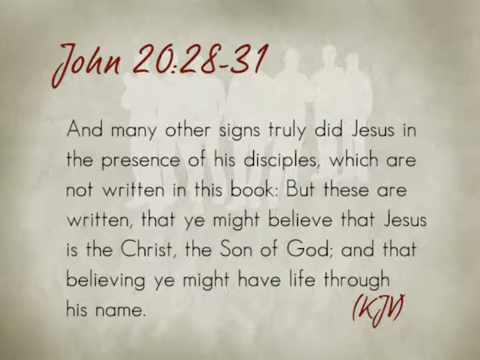 John 20:28-31
And many other signs truly did Jesus in
the presence of his disciples, which are
not written in this book: But these are
written, that ye might believe that Jesus
is the Christ, the Son of God; and that
believing ye might have life through
his name. (KJV)